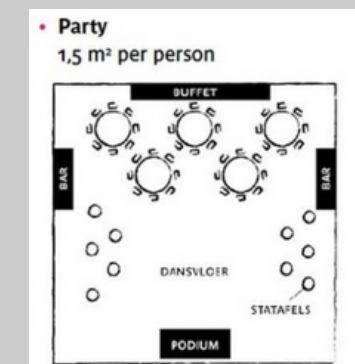 • Party
1,5 m² per person
BUFFET
BAR
BAR
DANSVLOER
STATAFELS
PODIUM